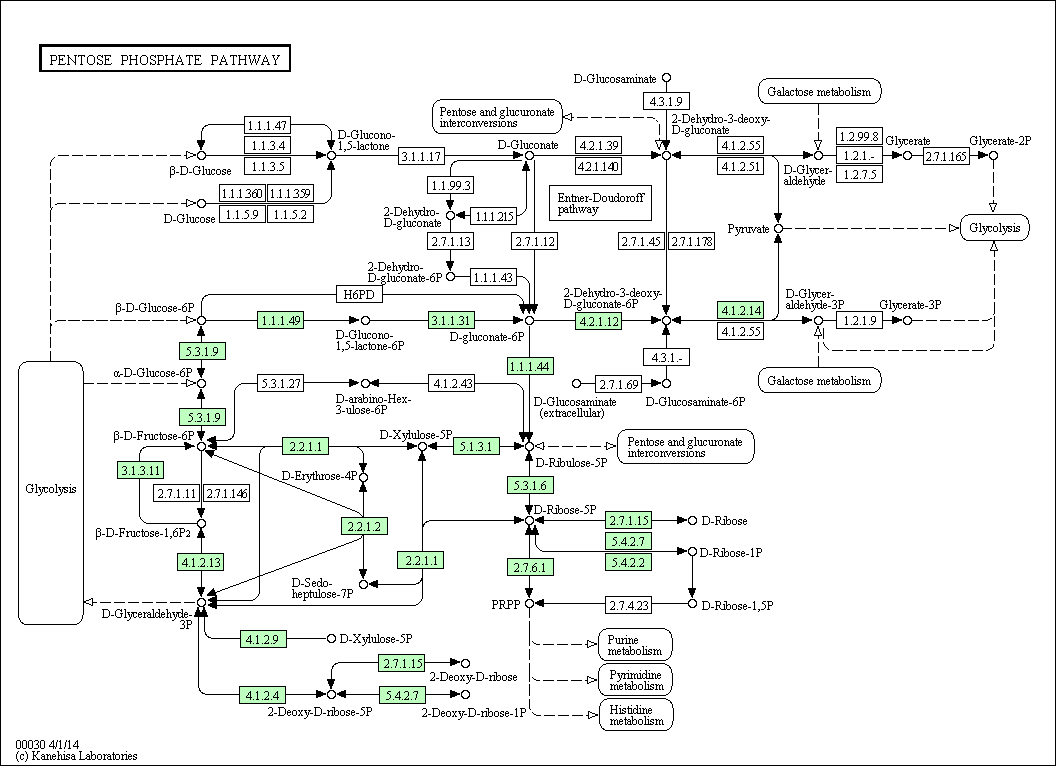 PENTOSE PHOSPHATE PATHWAY
D-Glucosaminate
4.3.1.9
Galactose metabolism
Pentose and glucuronate
interconversions
2-Dehydro-3-deoxy-
D-gluconate
1.1.1.47
1.1.3.4
1.1.3.5
D-Glucono-
1,5-lactone
3.1.1.17
D-Gluconate
4.2.1.39
4.2.1.140
4.1.2.55
4.1.2.51
D-Glycer-
aldehyde
1.2.99.8
1.2.1.-
1.2.7.5
Glycerate
2.7.1.165
Glycerate-2P
β-D-Glucose
1.1.1.360
1.1.1.359
1.1.5.9
1.1.5.2
D-Glucose
1.1.99.3
2-Dehydro-
D-gluconate
1.1.1.215
Entner-Doudoroff
pathway
2.7.1.13
2.7.1.12
2.7.1.45
2.7.1.178
Pyruvate
Glycolysis
2-Dehydro-
D-gluconate-6P
1.1.1.43
H6PD
β-D-Glucose-6P
1.1.1.49
D-Glucono-
1,5-lactone-6P
3.1.1.31
D-gluconate-6P
2-Dehydro-3-deoxy-
D-gluconate-6P
4.2.1.12
4.1.2.14
4.1.2.55
D-Glycer-
aldehyde-3P
1.2.1.9
Glycerate-3P
5.3.1.9
1.1.1.44
4.3.1.-
α-D-Glucose-6P
5.3.1.27
D-arabino-Hex-
3-ulose-6P
4.1.2.43
2.7.1.69
D-Glucosaminate
(extracellular)
D-Glucosaminate-6P
Galactose metabolism
5.3.1.9
β-D-Fructose-6P
2.2.1.1
D-Xylulose-5P
5.1.3.1
D-Ribulose-5P
Pentose and glucuronate
interconversions
3.1.3.11
D-Erythrose-4P
5.3.1.6
Glycolysis
2.7.1.11
2.7.1.146
D-Ribose-5P
β-D-Fructose-1,6P2
2.2.1.2
2.7.1.15
D-Ribose
5.4.2.7
5.4.2.2
D-Ribose-1P
4.1.2.13
2.2.1.1
2.7.6.1
D-Sedo-
heptulose-7P
D-Glyceraldehyde-
3P
PRPP
2.7.4.23
D-Ribose-1,5P
4.1.2.9
D-Xylulose-5P
Purine
metabolism
2.7.1.15
2-Deoxy-D-ribose
Pyrimidine
metabolism
4.1.2.4
2-Deoxy-D-ribose-5P
5.4.2.7
2-Deoxy-D-ribose-1P
Histidine
metabolism
00030 4/1/14
(c) Kanehisa Laboratories